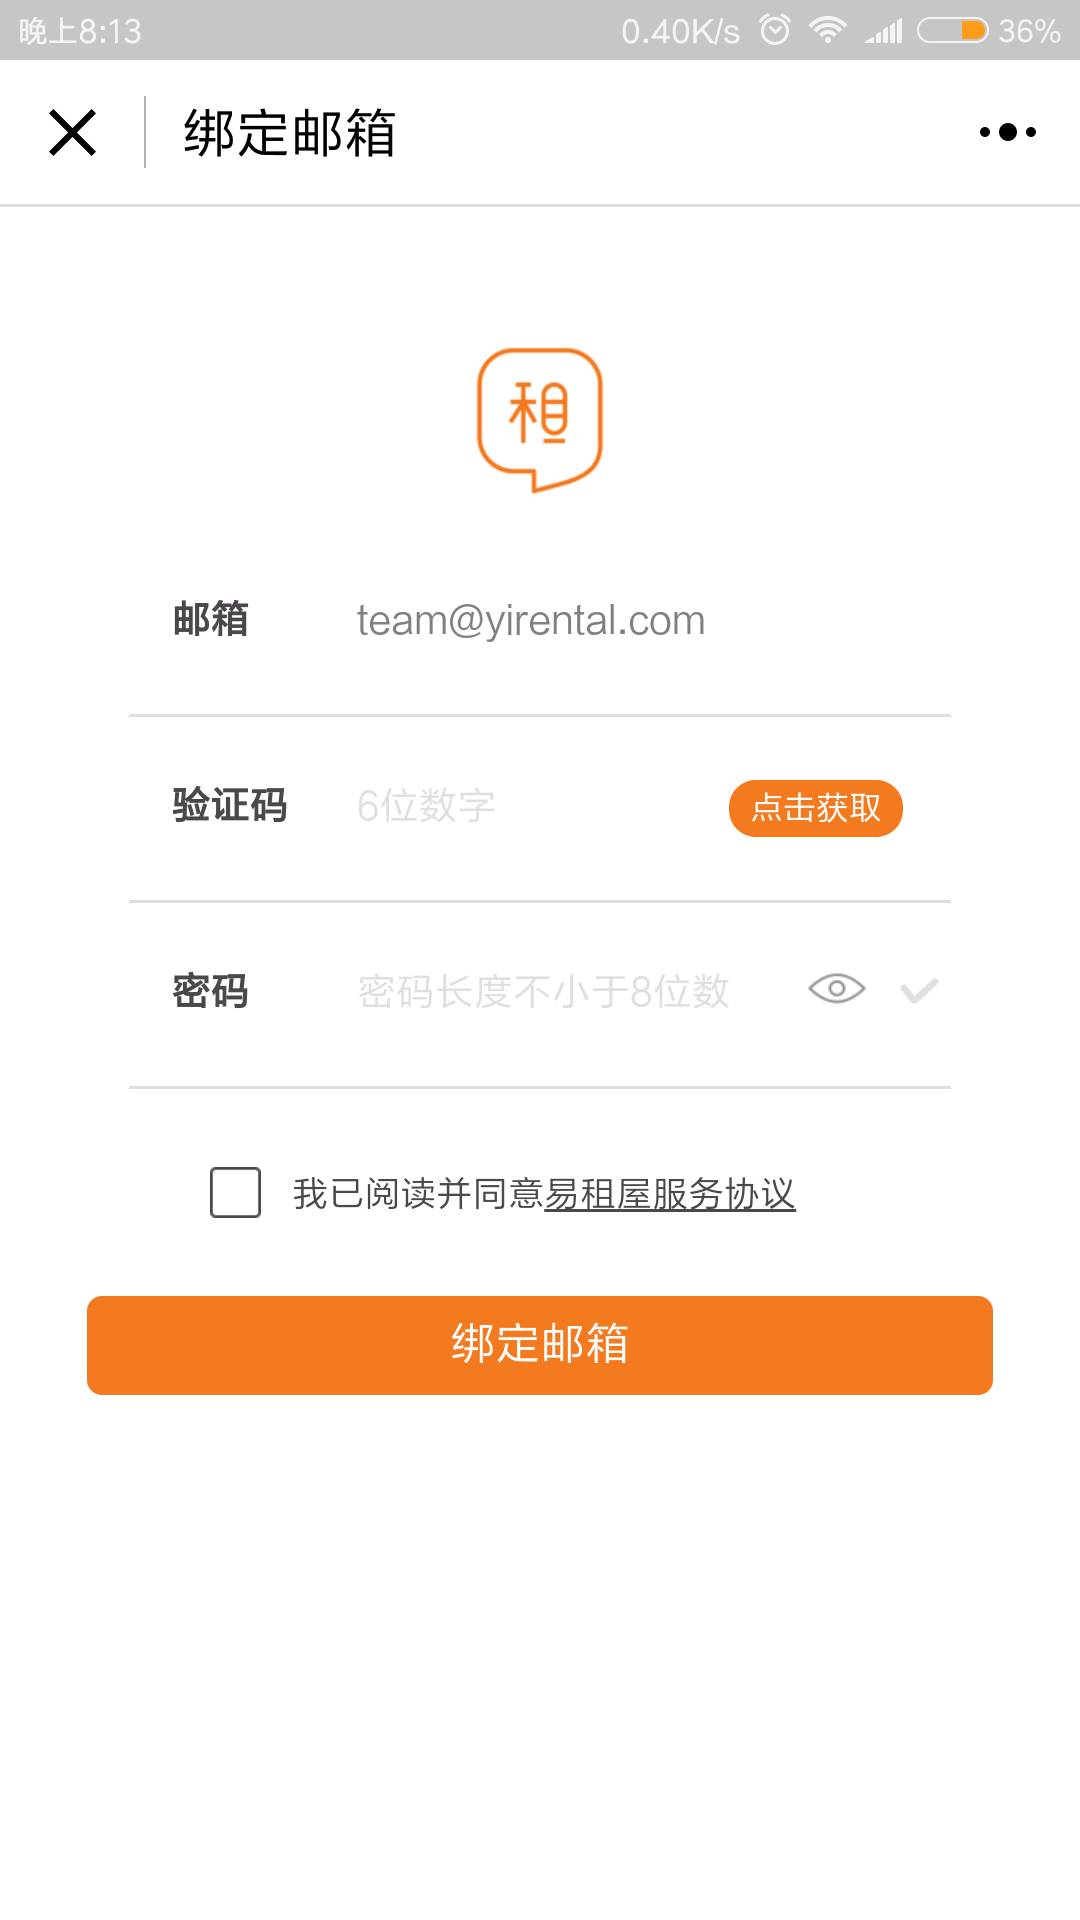 晚上8:13 0.40K/s 36%
绑定邮箱
租
邮箱 team@yirental.com
验证码 6位数字 点击获取
密码 密码长度不小于8位数
我已阅读并同意易租屋服务协议
绑定邮箱